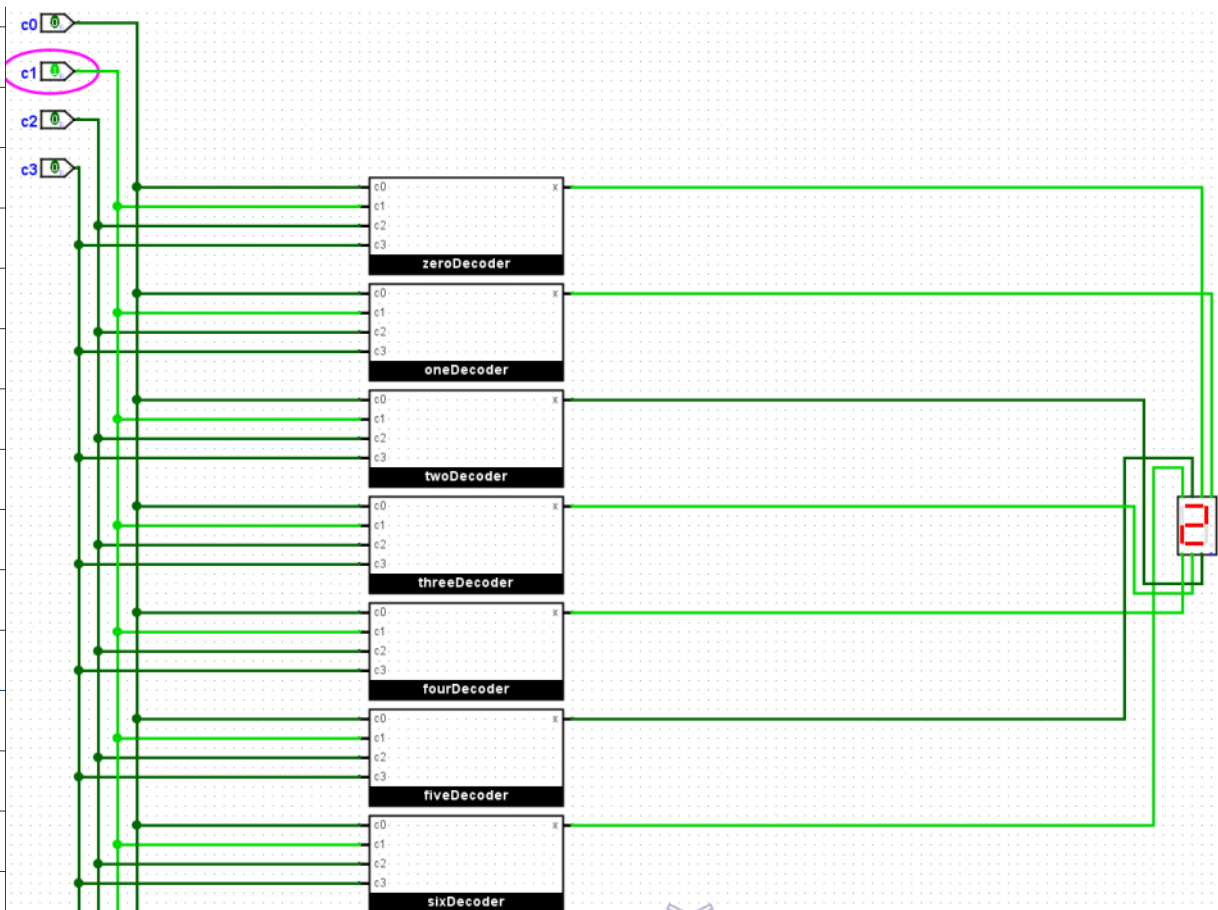 c0 0
c1 1
c2 0
c3 0
c0 x
c1
c2
c3
zeroDecoder
c0 x
c1
c2
c3
oneDecoder
c0 x
c1
c2
c3
twoDecoder
c0 x
c1
c2
c3
threeDecoder
c0 x
c1
c2
c3
fourDecoder
c0 x
c1
c2
c3
fiveDecoder
c0 x
c1
c2
c3
sixDecoder
2